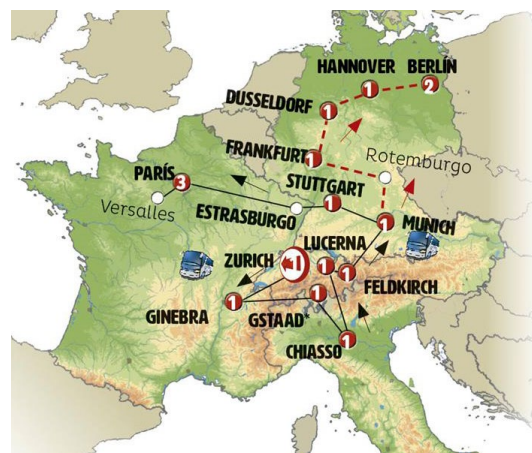 HANNOVER BERLÍN
1 2
DUSSELDORF 1
FRANKFURT 1
Rotemburgo
PARÍS 3
STUTTGART
1
Versalles
ESTRASBURGO
1 MUNICH
LUCERNA
ZURICH 1
1 1
FELDKIRCH
GINEBRA 1
1
GSTAAD*
CHIASSO 1